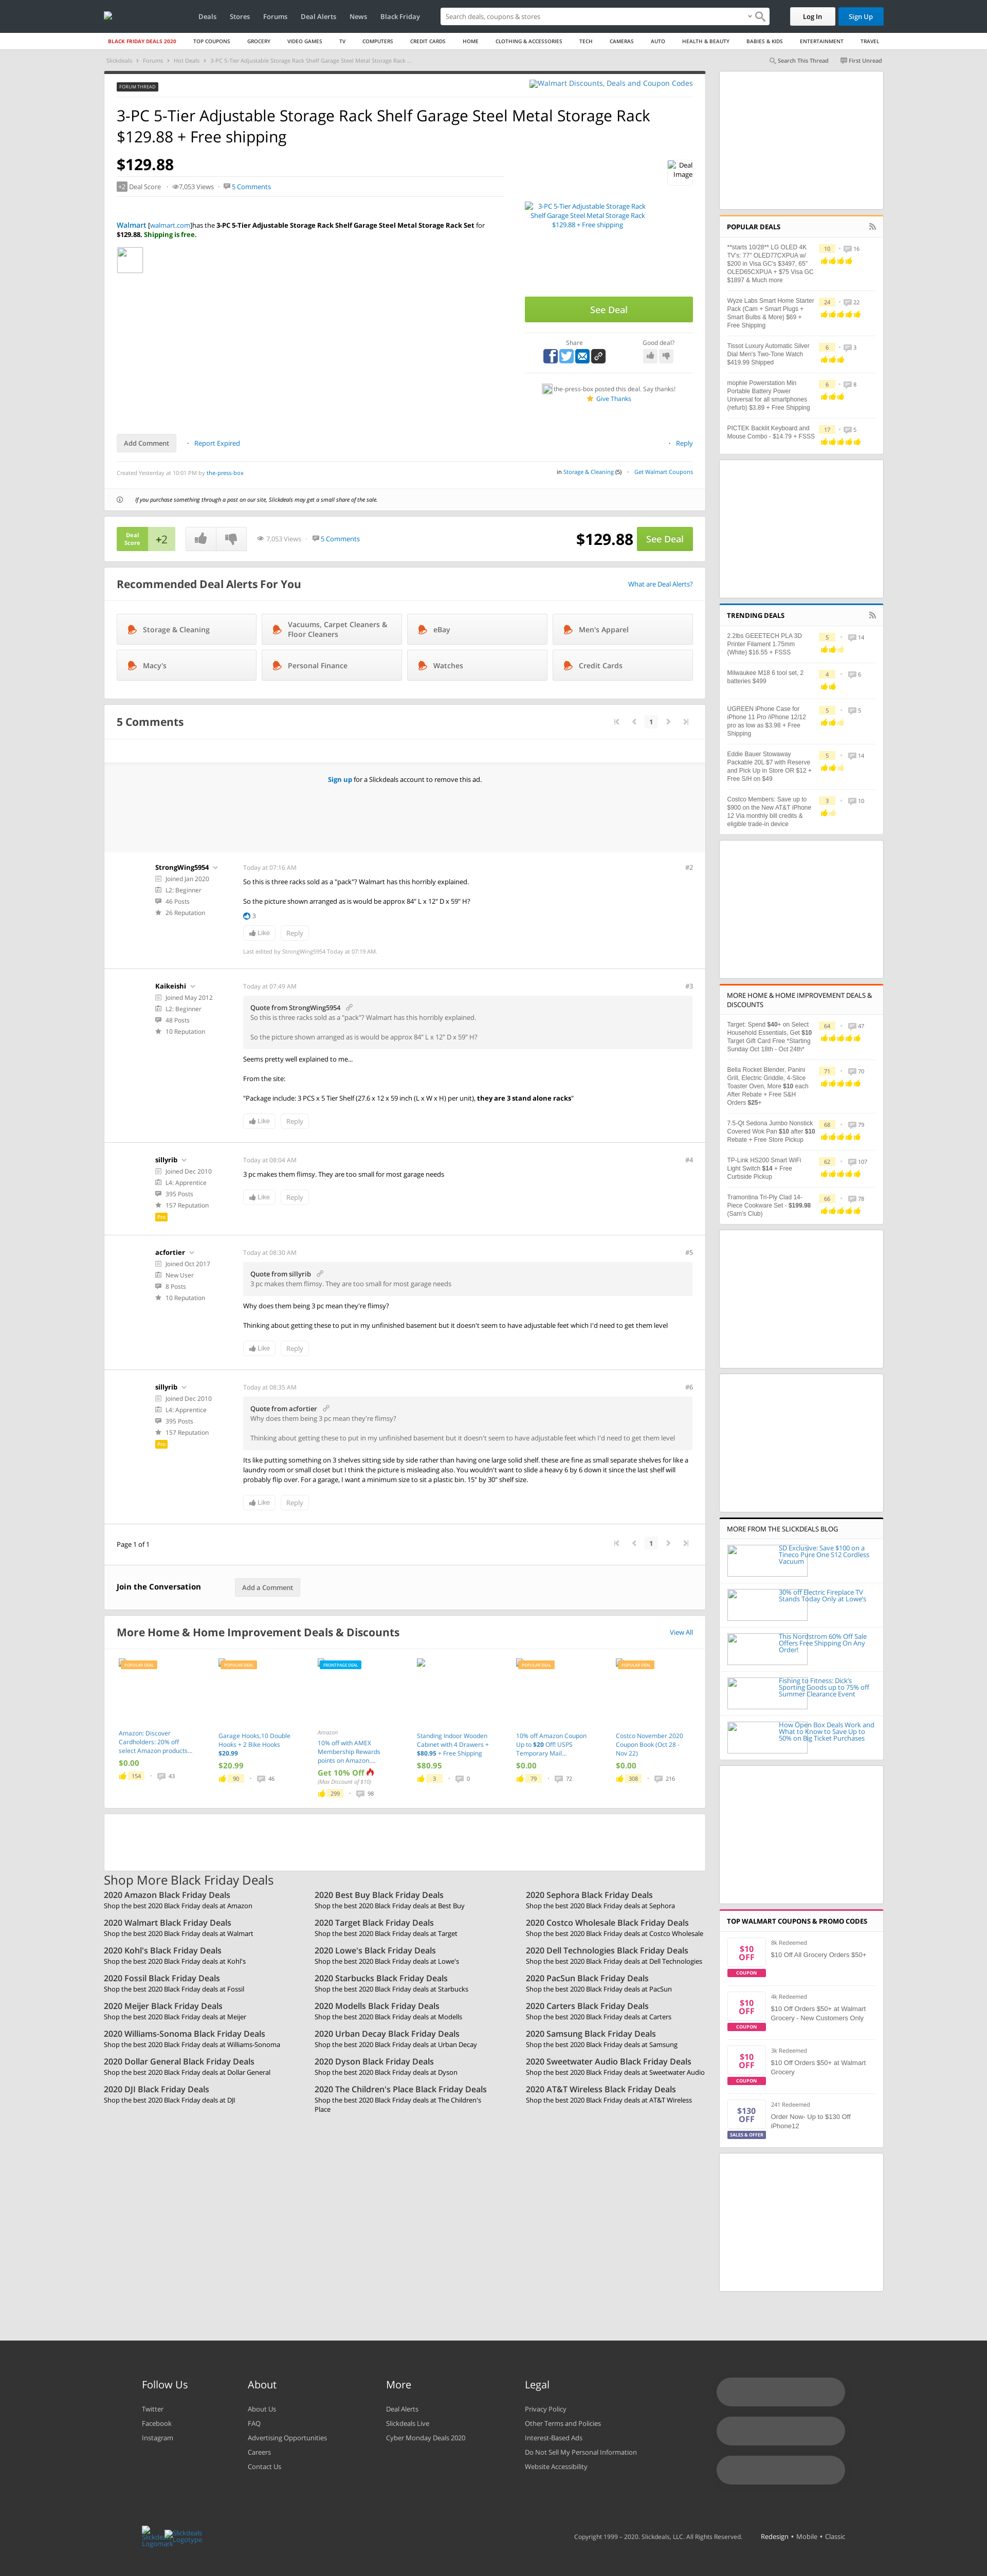 Deals
Stores
Forums
Deal Alerts
News
Black Friday
Search deals, coupons & stores
Log In
Sign Up
BLACK FRIDAY DEALS 2020
TOP COUPONS
GROCERY
VIDEO GAMES
TV
COMPUTERS
CREDIT CARDS
HOME
CLOTHING & ACCESSORIES
TECH
CAMERAS
AUTO
HEALTH & BEAUTY
BABIES & KIDS
ENTERTAINMENT
TRAVEL
Slickdeals › Forums › Hot Deals › 3-PC 5-Tier Adjustable Storage Rack Shelf Garage Steel Metal Storage Rack ...
Search This Thread
First Unread
FORUM THREAD
Walmart Discounts, Deals and Coupon Codes
3-PC 5-Tier Adjustable Storage Rack Shelf Garage Steel Metal Storage Rack
$129.88 + Free shipping
$129.88
Deal Image
+2 Deal Score · 7,053 Views · 5 Comments
Walmart [walmart.com]has the 3-PC 5-Tier Adjustable Storage Rack Shelf Garage Steel Metal Storage Rack Set for
$129.88. Shipping is free.
3-PC 5-Tier Adjustable Storage Rack
Shelf Garage Steel Metal Storage Rack
$129.88 + Free shipping
See Deal
Share
Good deal?
the-press-box posted this deal. Say thanks!
Give Thanks
Add Comment
· Report Expired
· Reply
Created Yesterday at 10:01 PM by the-press-box
in Storage & Cleaning (5) · Get Walmart Coupons
If you purchase something through a post on our site, Slickdeals may get a small share of the sale.
Deal Score
+2
7,053 Views · 5 Comments
$129.88
See Deal
Recommended Deal Alerts For You
What are Deal Alerts?
Storage & Cleaning
Vacuums, Carpet Cleaners & Floor Cleaners
eBay
Men's Apparel
Macy's
Personal Finance
Watches
Credit Cards
5 Comments
1
Sign up for a Slickdeals account to remove this ad.
StrongWing5954
Joined Jan 2020
L2: Beginner
46 Posts
26 Reputation
Today at 07:16 AM
#2
So this is three racks sold as a "pack"? Walmart has this horribly explained.
So the picture shown arranged as is would be approx 84" L x 12" D x 59" H?
3
Like
Reply
Last edited by StrongWing5954 Today at 07:19 AM.
Kaikeishi
Joined May 2012
L2: Beginner
48 Posts
10 Reputation
Today at 07:49 AM
#3
Quote from StrongWing5954
So this is three racks sold as a "pack"? Walmart has this horribly explained.
So the picture shown arranged as is would be approx 84" L x 12" D x 59" H?
Seems pretty well explained to me...
From the site:
"Package include: 3 PCS x 5 Tier Shelf (27.6 x 12 x 59 inch (L x W x H) per unit), they are 3 stand alone racks"
Like
Reply
sillyrib
Joined Dec 2010
L4: Apprentice
395 Posts
157 Reputation
Pro
Today at 08:04 AM
#4
3 pc makes them flimsy. They are too small for most garage needs
Like
Reply
acfortier
Joined Oct 2017
New User
8 Posts
10 Reputation
Today at 08:30 AM
#5
Quote from sillyrib
3 pc makes them flimsy. They are too small for most garage needs
Why does them being 3 pc mean they're flimsy?
Thinking about getting these to put in my unfinished basement but it doesn't seem to have adjustable feet which I'd need to get them level
Like
Reply
sillyrib
Joined Dec 2010
L4: Apprentice
395 Posts
157 Reputation
Pro
Today at 08:35 AM
#6
Quote from acfortier
Why does them being 3 pc mean they're flimsy?
Thinking about getting these to put in my unfinished basement but it doesn't seem to have adjustable feet which I'd need to get them level
Its like putting something on 3 shelves sitting side by side rather than having one large solid shelf. these are fine as small separate shelves for like a
laundry room or small closet but I think the picture is misleading also. You wouldn't want to slide a heavy 6 by 6 down it since the last shelf will
probably flip over. For a garage, I want a minimum size to sit a plastic bin. 15" by 30" shelf size.
Like
Reply
Page 1 of 1
1
Join the Conversation
Add a Comment
More Home & Home Improvement Deals & Discounts
View All
POPULAR DEAL
Amazon: Discover Cardholders: 20% off select Amazon products...
$0.00
154 · 43
POPULAR DEAL
Garage Hooks,10 Double Hooks + 2 Bike Hooks $20.99
$20.99
90 · 46
FRONTPAGE DEAL
Amazon
10% off with AMEX Membership Rewards points on Amazon....
Get 10% Off
(Max Discount of $10)
299 · 98
Standing Indoor Wooden Cabinet with 4 Drawers + $80.95 + Free Shipping
$80.95
3 · 0
POPULAR DEAL
10% off Amazon Coupon Up to $20 Off! USPS Temporary Mail...
$0.00
79 · 72
POPULAR DEAL
Costco November 2020 Coupon Book (Oct 28 - Nov 22)
$0.00
308 · 216
Shop More Black Friday Deals
2020 Amazon Black Friday Deals
Shop the best 2020 Black Friday deals at Amazon
2020 Best Buy Black Friday Deals
Shop the best 2020 Black Friday deals at Best Buy
2020 Sephora Black Friday Deals
Shop the best 2020 Black Friday deals at Sephora
2020 Walmart Black Friday Deals
Shop the best 2020 Black Friday deals at Walmart
2020 Target Black Friday Deals
Shop the best 2020 Black Friday deals at Target
2020 Costco Wholesale Black Friday Deals
Shop the best 2020 Black Friday deals at Costco Wholesale
2020 Kohl's Black Friday Deals
Shop the best 2020 Black Friday deals at Kohl's
2020 Lowe's Black Friday Deals
Shop the best 2020 Black Friday deals at Lowe's
2020 Dell Technologies Black Friday Deals
Shop the best 2020 Black Friday deals at Dell Technologies
2020 Fossil Black Friday Deals
Shop the best 2020 Black Friday deals at Fossil
2020 Starbucks Black Friday Deals
Shop the best 2020 Black Friday deals at Starbucks
2020 PacSun Black Friday Deals
Shop the best 2020 Black Friday deals at PacSun
2020 Meijer Black Friday Deals
Shop the best 2020 Black Friday deals at Meijer
2020 Modells Black Friday Deals
Shop the best 2020 Black Friday deals at Modells
2020 Carters Black Friday Deals
Shop the best 2020 Black Friday deals at Carters
2020 Williams-Sonoma Black Friday Deals
Shop the best 2020 Black Friday deals at Williams-Sonoma
2020 Urban Decay Black Friday Deals
Shop the best 2020 Black Friday deals at Urban Decay
2020 Samsung Black Friday Deals
Shop the best 2020 Black Friday deals at Samsung
2020 Dollar General Black Friday Deals
Shop the best 2020 Black Friday deals at Dollar General
2020 Dyson Black Friday Deals
Shop the best 2020 Black Friday deals at Dyson
2020 Sweetwater Audio Black Friday Deals
Shop the best 2020 Black Friday deals at Sweetwater Audio
2020 DJI Black Friday Deals
Shop the best 2020 Black Friday deals at DJI
2020 The Children's Place Black Friday Deals
Shop the best 2020 Black Friday deals at The Children's
Place
2020 AT&T Wireless Black Friday Deals
Shop the best 2020 Black Friday deals at AT&T Wireless
POPULAR DEALS
**starts 10/28** LG OLED 4K TV's: 77" OLED77CXPUA w/ $200 in Visa GC's $3497, 65" OLED65CXPUA + $75 Visa GC $1897 & Much more
10 · 16
Wyze Labs Smart Home Starter Pack (Cam + Smart Plugs + Smart Bulbs & More) $69 + Free Shipping
24 · 22
Tissot Luxury Automatic Silver Dial Men's Two-Tone Watch $419.99 Shipped
6 · 3
mophie Powerstation Min Portable Battery Power Universal for all smartphones (refurb) $3.89 + Free Shipping
6 · 8
PICTEK Backlit Keyboard and Mouse Combo - $14.79 + FSSS
17 · 5
TRENDING DEALS
2.2lbs GEEETECH PLA 3D Printer Filament 1.75mm (White) $16.55 + FSSS
5 · 14
Milwaukee M18 6 tool set, 2 batteries $499
4 · 6
UGREEN iPhone Case for iPhone 11 Pro /iPhone 12/12 pro as low as $3.98 + Free Shipping
5 · 5
Eddie Bauer Stowaway Packable 20L $7 with Reserve and Pick Up in Store OR $12 + Free S/H on $49
5 · 14
Costco Members: Save up to $900 on the New AT&T iPhone 12 Via monthly bill credits & eligible trade-in device
3 · 10
MORE HOME & HOME IMPROVEMENT DEALS & DISCOUNTS
Target: Spend $40+ on Select Household Essentials, Get $10 Target Gift Card Free *Starting Sunday Oct 18th - Oct 24th*
64 · 47
Bella Rocket Blender, Panini Grill, Electric Griddle, 4-Slice Toaster Oven, More $10 each After Rebate + Free S&H Orders $25+
71 · 70
7.5-Qt Sedona Jumbo Nonstick Covered Wok Pan $10 after $10 Rebate + Free Store Pickup
68 · 79
TP-Link HS200 Smart WiFi Light Switch $14 + Free Curbside Pickup
62 · 107
Tramontina Tri-Ply Clad 14-Piece Cookware Set - $199.98 (Sam's Club)
66 · 78
MORE FROM THE SLICKDEALS BLOG
SD Exclusive: Save $100 on a Tineco Pure One S12 Cordless Vacuum
30% off Electric Fireplace TV Stands Today Only at Lowe's
This Nordstrom 60% Off Sale Offers Free Shipping On Any Order!
Fishing to Fitness: Dick's Sporting Goods up to 75% off Summer Clearance Event
How Open Box Deals Work and What to Know to Save Up to 50% on Big Ticket Purchases
TOP WALMART COUPONS & PROMO CODES
$10 OFF
COUPON
8k Redeemed
$10 Off All Grocery Orders $50+
$10 OFF
COUPON
4k Redeemed
$10 Off Orders $50+ at Walmart Grocery - New Customers Only
$10 OFF
COUPON
3k Redeemed
$10 Off Orders $50+ at Walmart Grocery
$130 OFF
SALES & OFFER
241 Redeemed
Order Now- Up to $130 Off iPhone12
Follow Us
Twitter
Facebook
Instagram
About
About Us
FAQ
Advertising Opportunities
Careers
Contact Us
More
Deal Alerts
Slickdeals Live
Cyber Monday Deals 2020
Legal
Privacy Policy
Other Terms and Policies
Interest-Based Ads
Do Not Sell My Personal Information
Website Accessibility
Slickdeals Logomark
Slickdeals Logotype
Copyright 1999 - 2020. Slickdeals, LLC. All Rights Reserved.
Redesign • Mobile • Classic